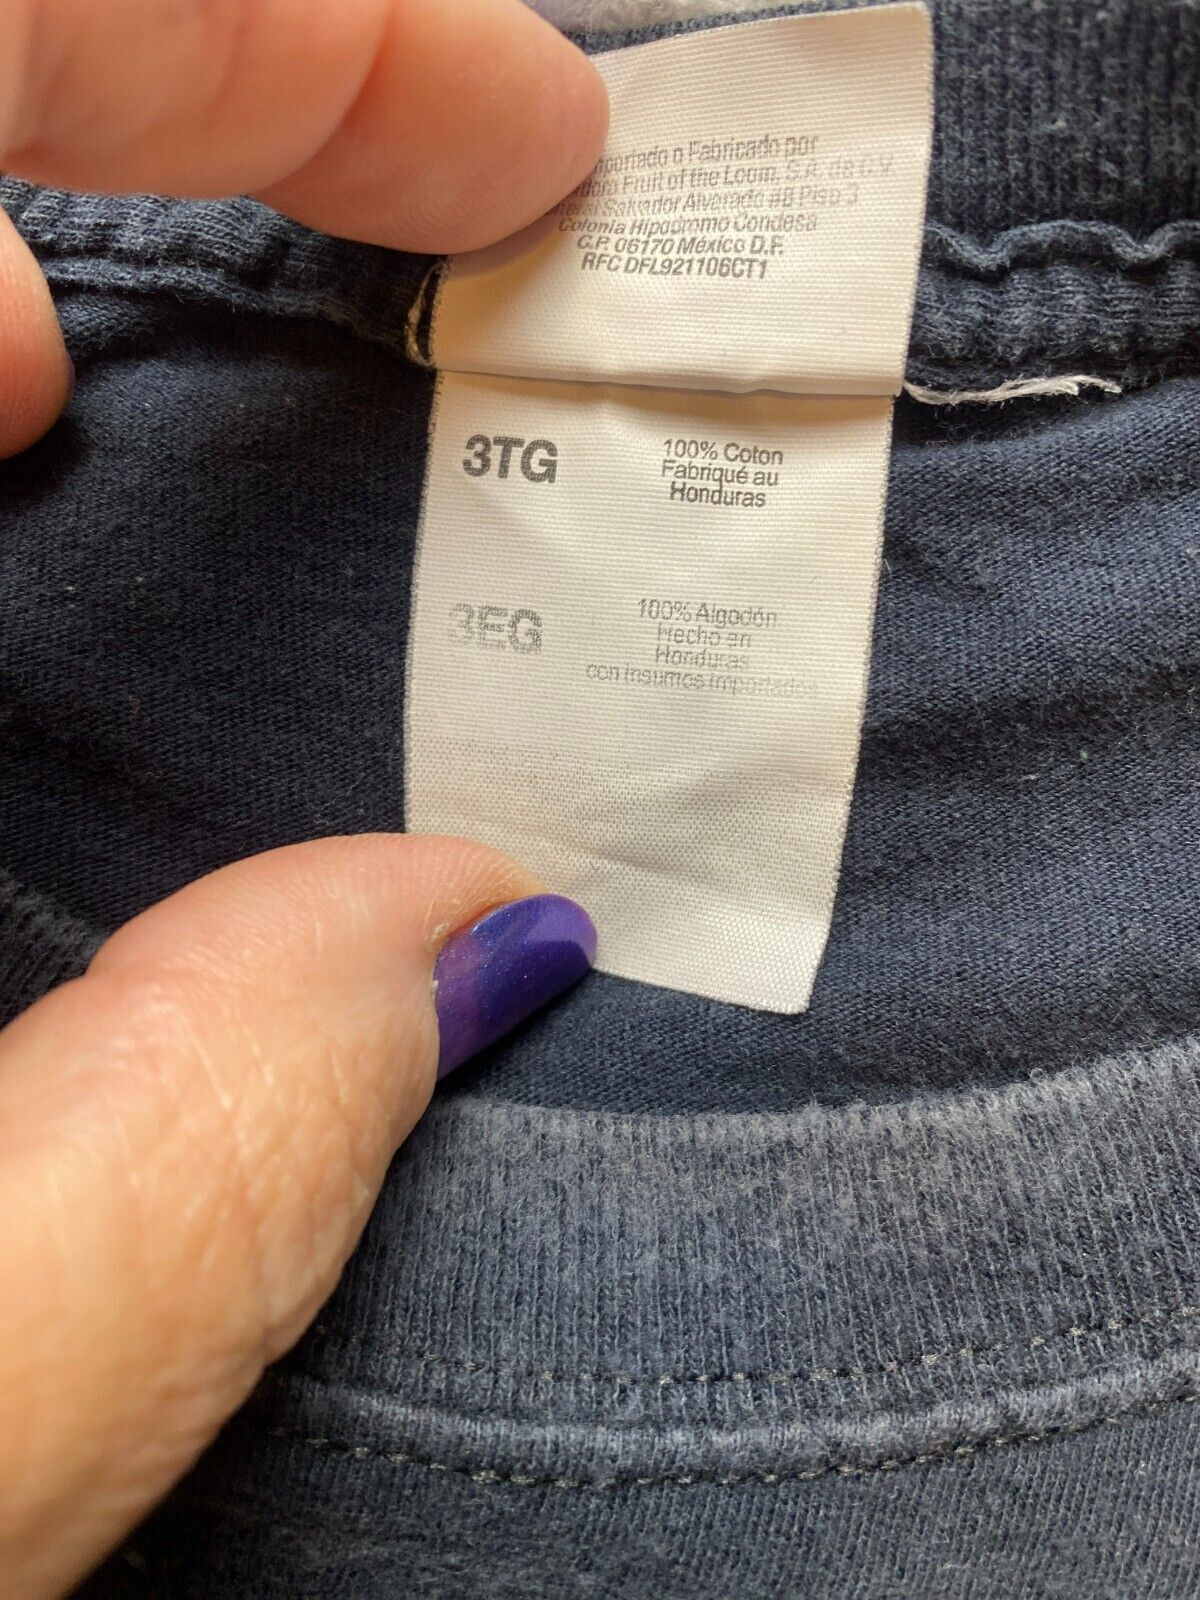 o Fabricado por
Fruit of the Loom, S.A. de C.V.
Salvador Alvarado #8 Piso 3
Colonia Hipodromo Condesa
C.P. 06170 México D.F.
RFC DFL921106CT1
3TG
100% Coton
Fabriqué au
Honduras
3EG
100% Algodón
Hecho en
Honduras
con insumos importados